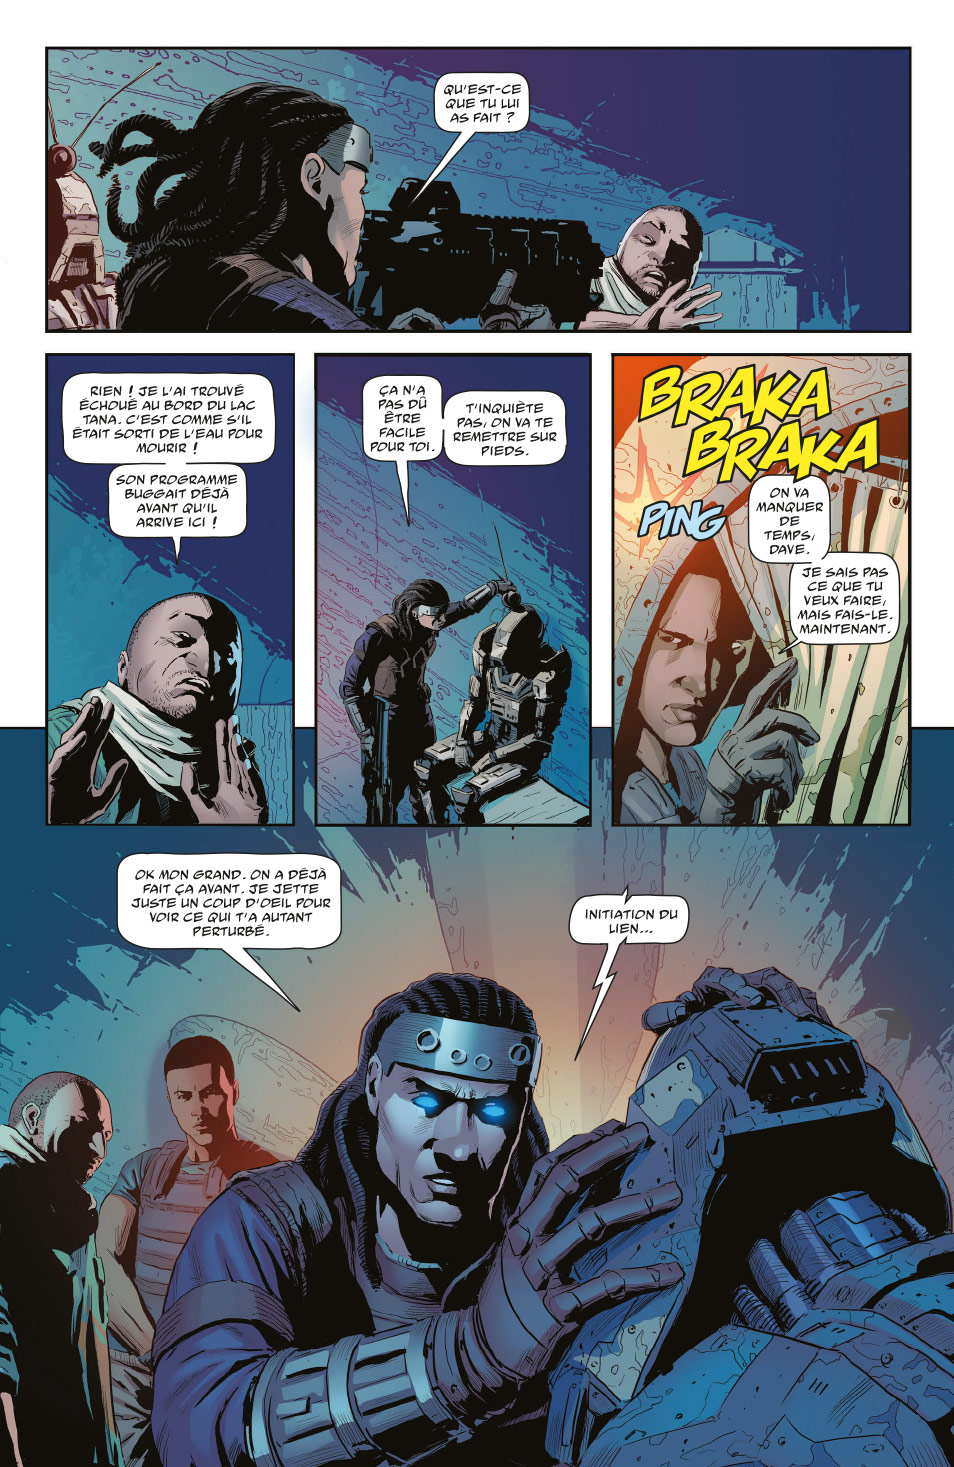 QU'EST-CE
QUE TU LUI
AS FAIT ?
RIEN ! JE L'AI TROUVÉ
ÉCHOUÉ AU BORD DU LAC
TANA. C'EST COMME S'IL
ÉTAIT SORTI DE L'EAU POUR
MOURIR !
SON PROGRAMME
BUGGAIT DÉJÀ
AVANT QU'IL
ARRIVE ICI !
ÇA N'A
PAS DÛ
ÊTRE
FACILE
POUR TOI.
T'INQUIÈTE
PAS, ON VA TE
REMETTRE SUR
PIEDS.
BRAKA
BRAKA
PING
ON VA
MANQUER
DE
TEMPS,
DAVE.
JE SAIS PAS
CE QUE TU
VEUX FAIRE,
MAIS FAIS-LE.
MAINTENANT.
OK MON GRAND. ON A DÉJÀ
FAIT ÇA AVANT. JE JETTE
JUSTE UN COUP D'OEIL POUR
VOIR CE QUI T'A AUTANT
PERTURBÉ.
INITIATION DU
LIEN...